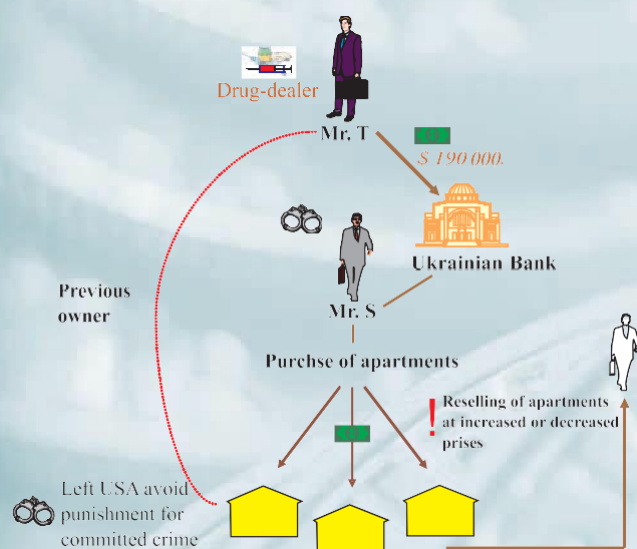 Drug-dealer
Mr. T
$ 190 000.
Ukrainian Bank
Previous
owner
Mr. S
Purchse of apartments
! Reselling of apartments
at increased or decreased
prises
Left USA avoid
punishment for
committed crime